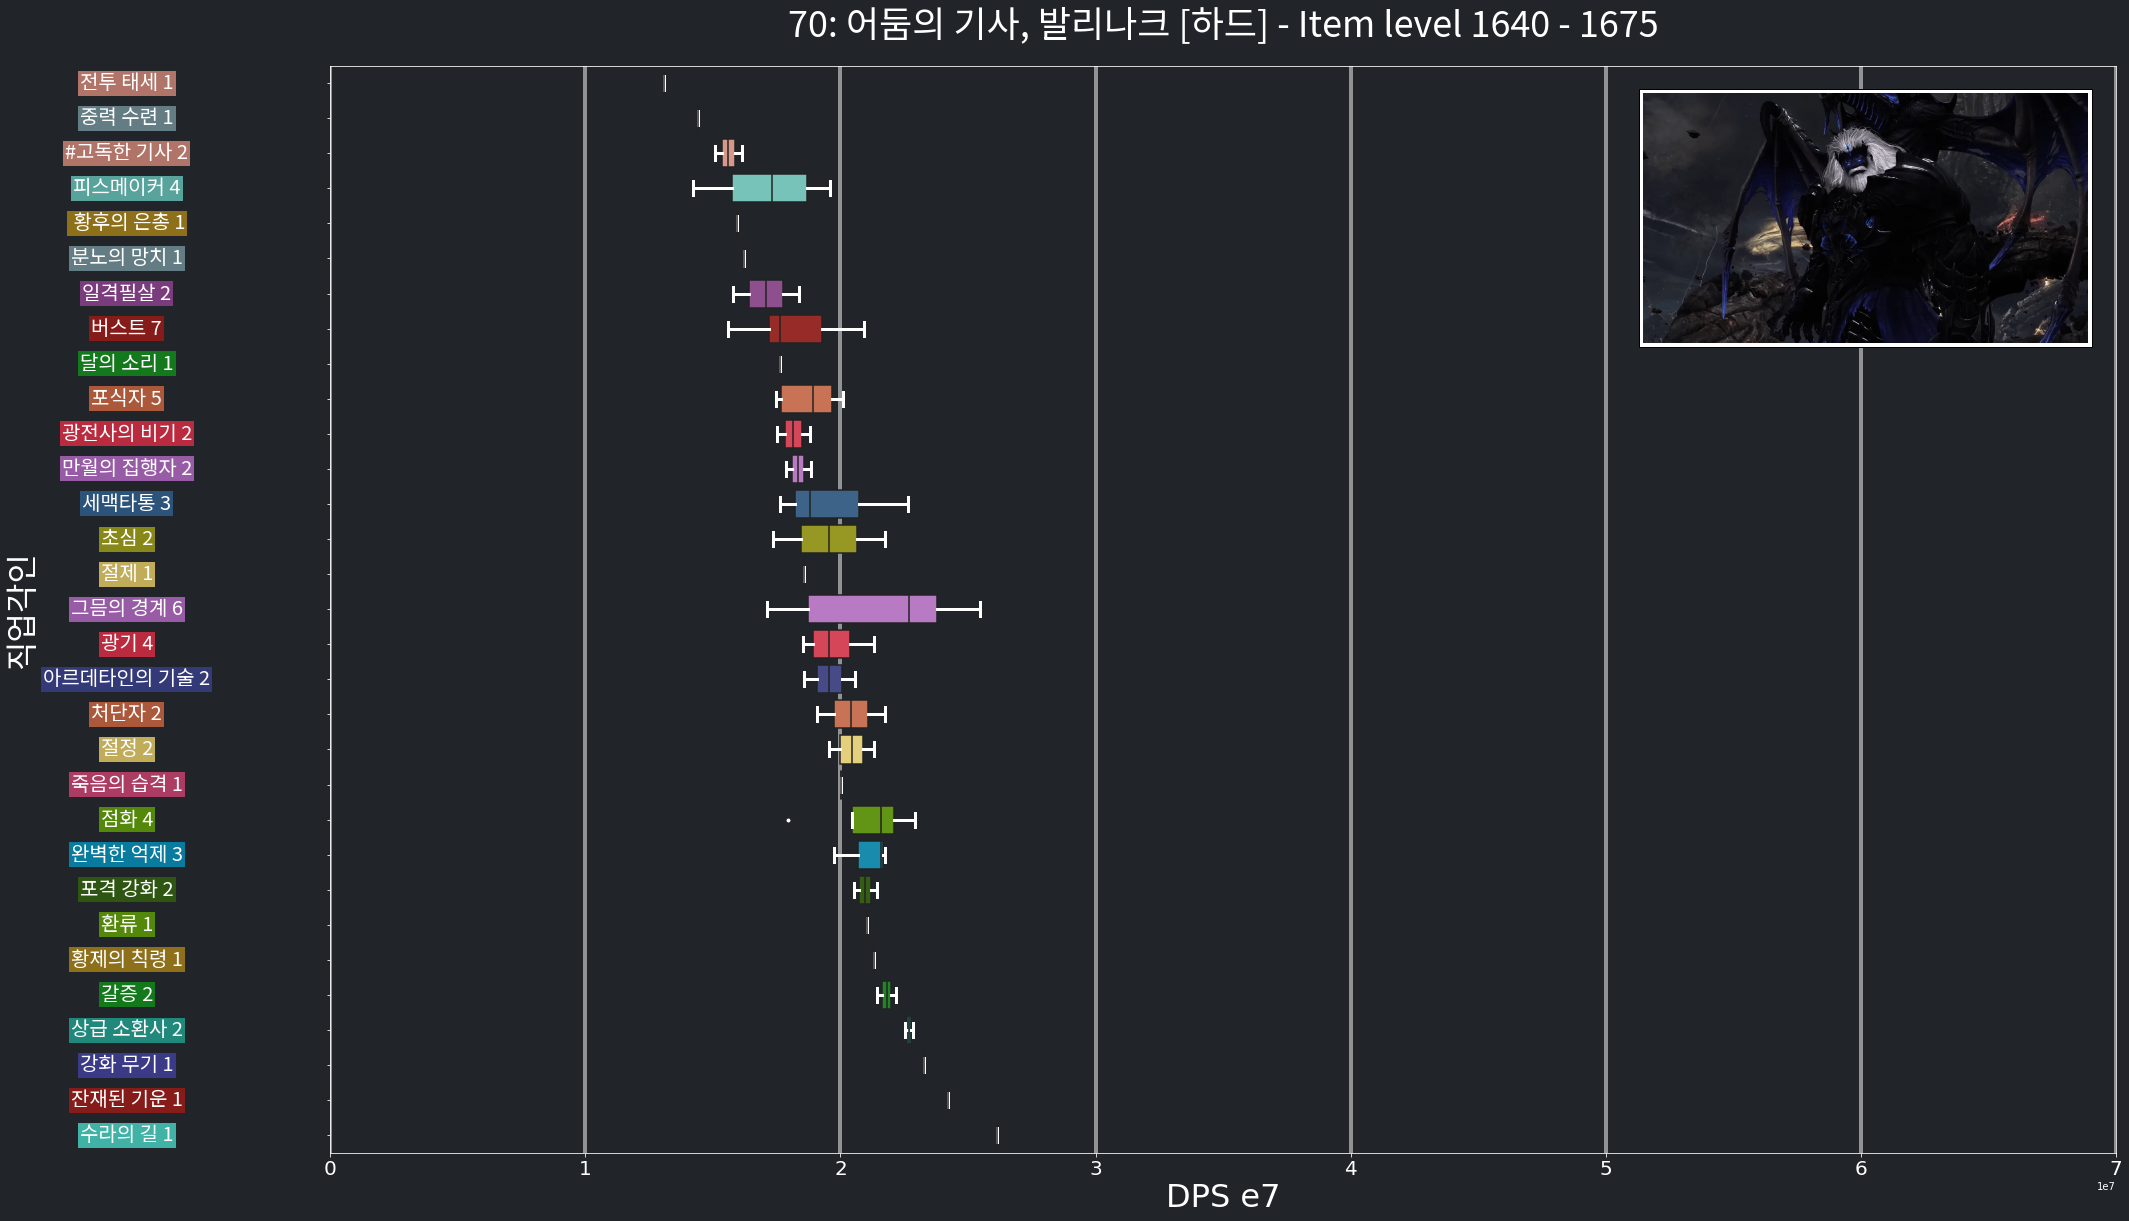 70: 어둠의 기사, 발리나크 [하드] - Item level 1640 - 1675
전투 태세 1
중력 수련 1
#고독한 기사 2
피스메이커 4
황후의 은총 1
분노의 망치 1
일격필살 2
버스트 7
달의 소리 1
포식자 5
광전사의 비기 2
만월의 집행자 2
세맥타통 3
초심 2
절제 1
그믐의 경계 6
광기 4
아르데타인의 기술 2
처단자 2
절정 2
죽음의 습격 1
점화 4
완벽한 억제 3
포격 강화 2
환류 1
황제의 칙령 1
갈증 2
상급 소환사 2
강화 무기 1
잔재된 기운 1
수라의 길 1
직업각인
0 1 2 3 4 5 6 7
1e7
DPS e7